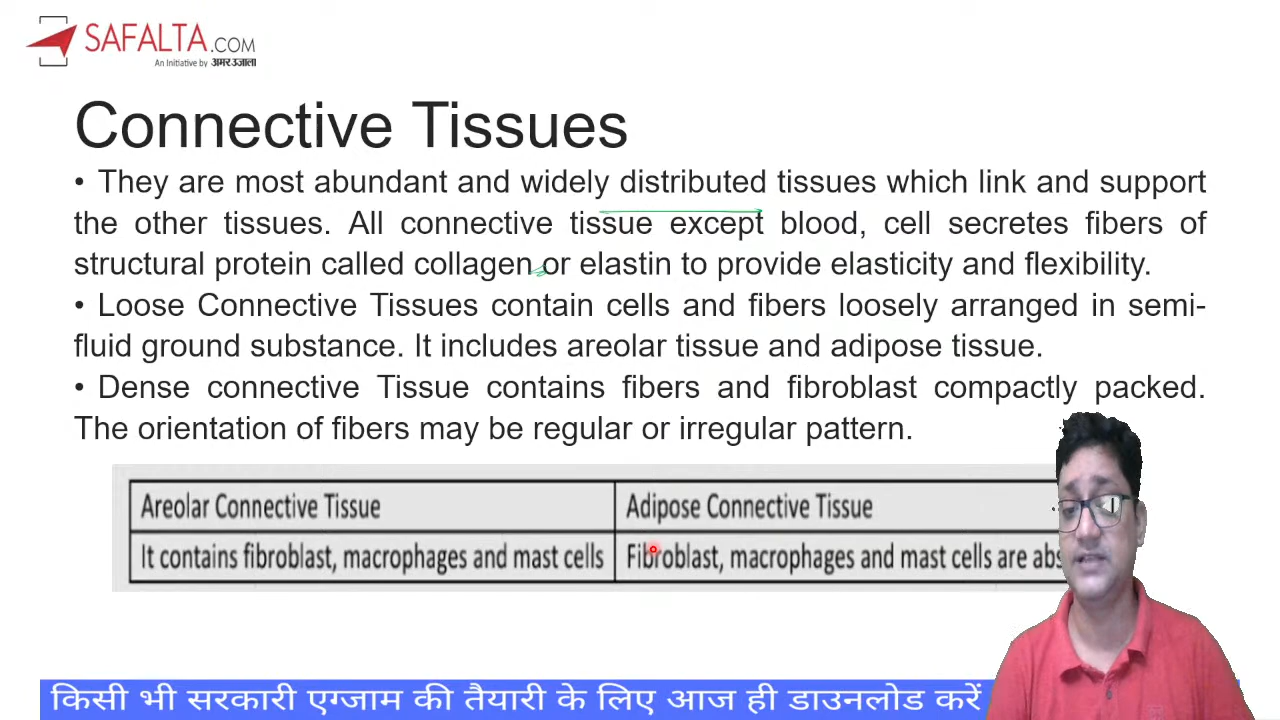 SAFALTA.COM
An Initiative by अमर उजाला
Connective Tissues
• They are most abundant and widely distributed tissues which link and support
the other tissues. All connective tissue except blood, cell secretes fibers of
structural protein called collagen or elastin to provide elasticity and flexibility.
• Loose Connective Tissues contain cells and fibers loosely arranged in semi-
fluid ground substance. It includes areolar tissue and adipose tissue.
• Dense connective Tissue contains fibers and fibroblast compactly packed.
The orientation of fibers may be regular or irregular pattern.
Areolar Connective Tissue
Adipose Connective Tissue
It contains fibroblast, macrophages and mast cells
Fibroblast, macrophages and mast cells are
किसी भी सरकारी एग्जाम की तैयारी के लिए आज ही डाउनलोड करें